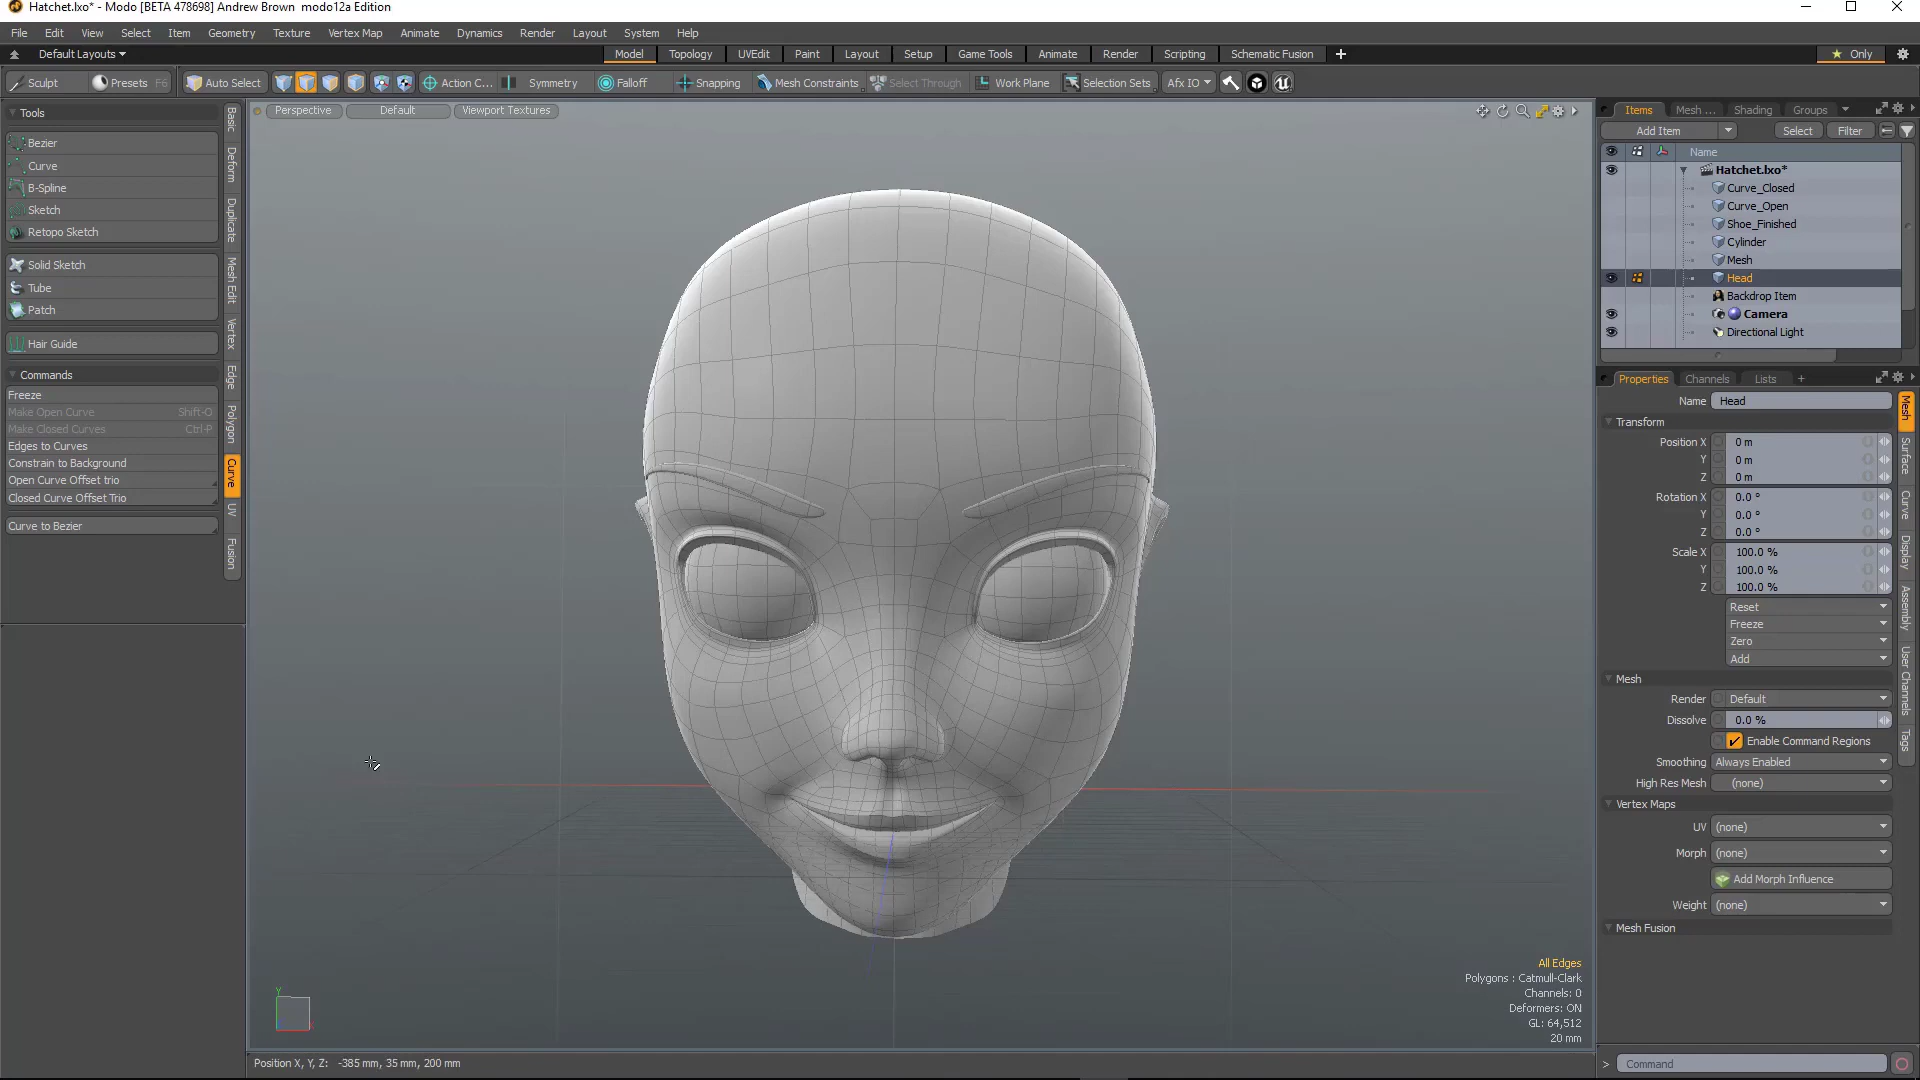 Hatchet.lxo* - Modo [BETA 478698] Andrew Brown  modo12a Edition
File Edit View Select Item Geometry Texture Vertex Map Animate Dynamics Render Layout System Help
Default Layouts
Model Topology UVEdit Paint Layout Setup Game Tools Animate Render Scripting Schematic Fusion
Only
Sculpt Presets F6 Auto Select Action C... Symmetry Falloff Snapping Mesh Constraints Select Through Work Plane Selection Sets Afx IO
Tools
Bezier
Curve
B-Spline
Sketch
Retopo Sketch
Solid Sketch
Tube
Patch
Hair Guide
Commands
Freeze
Make Open Curve Shift-O
Make Closed Curves Ctrl-P
Edges to Curves
Constrain to Background
Open Curve Offset trio
Closed Curve Offset Trio
Curve to Bezier
Basic
Deform
Duplicate
Mesh Edit
Vertex
Edge
Polygon
Curve
UV
Fusion
Perspective Default Viewport Textures
Y
All Edges
Polygons : Catmull-Clark
Channels: 0
Deformers: ON
GL: 64,512
20 mm
Position X, Y, Z: -385 mm, 35 mm, 200 mm
Items Mesh ... Shading Groups
Add Item Select Filter
Name
Hatchet.lxo*
Curve_Closed
Curve_Open
Shoe_Finished
Cylinder
Mesh
Head
Backdrop Item
Camera
Directional Light
Properties Channels Lists +
Name Head
Transform
Position X 0 m
Y 0 m
Z 0 m
Rotation X 0.0 °
Y 0.0 °
Z 0.0 °
Scale X 100.0 %
Y 100.0 %
Z 100.0 %
Reset
Freeze
Zero
Add
Mesh
Render Default
Dissolve 0.0 %
Enable Command Regions
Smoothing Always Enabled
High Res Mesh (none)
Vertex Maps
UV (none)
Morph (none)
Add Morph Influence
Weight (none)
Mesh Fusion
Mesh
Surface
Curve
Display
Assembly
User Channels
Tags
> Command